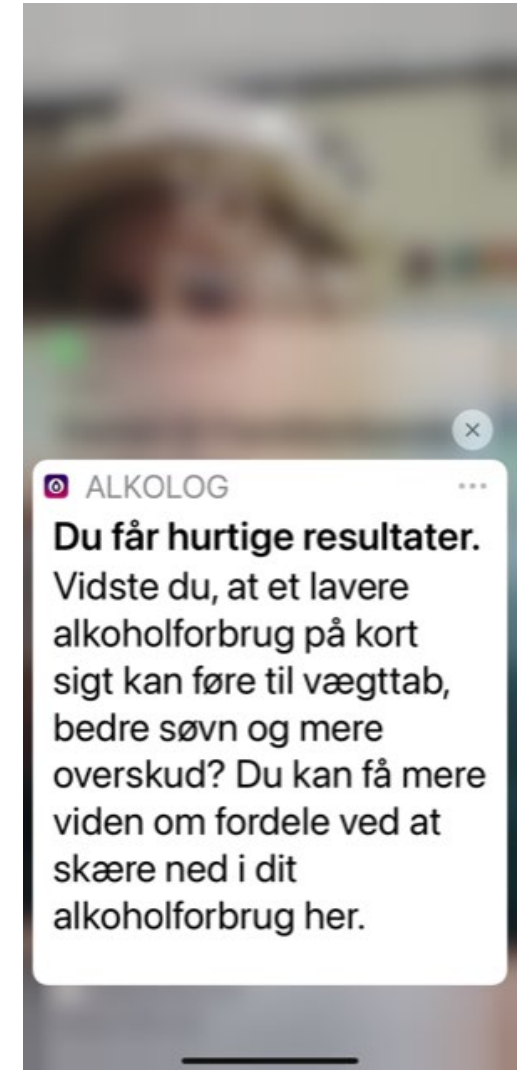 ALKOLOG
Du får hurtige resultater.
Vidste du, at et lavere
alkoholforbrug på kort
sigt kan føre til vægttab,
bedre søvn og mere
overskud? Du kan få mere
viden om fordele ved at
skære ned i dit
alkoholforbrug her.